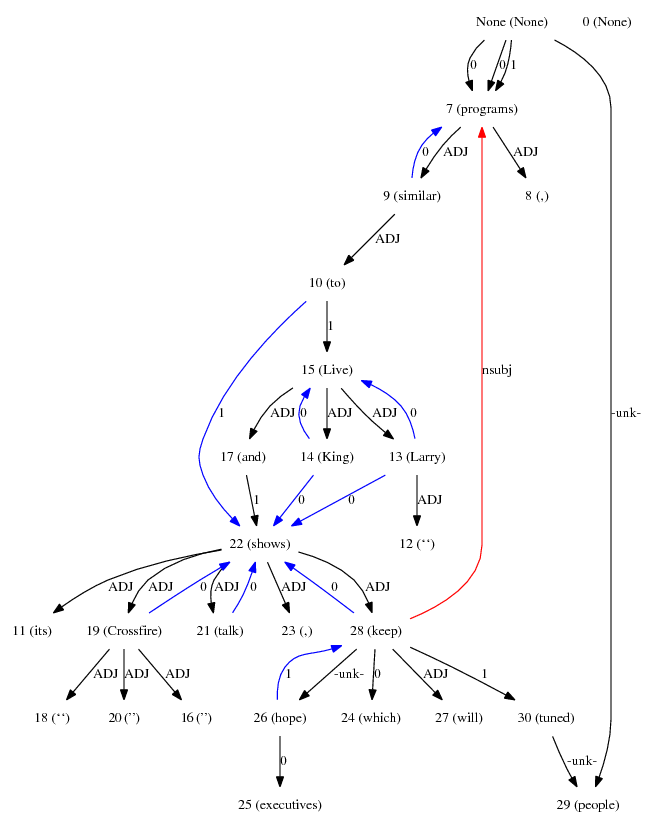 None (None) 0 (None)
0 0 1
7 (programs)
0 ADJ ADJ
9 (similar) 8 (,)
ADJ
10 (to)
1
15 (Live) nsubj
1 ADJ 0 ADJ ADJ 0 -unk-
17 (and) 14 (King) 13 (Larry)
1 0 0 ADJ
22 (shows) 12 (‘‘)
ADJ ADJ 0 ADJ 0 ADJ 0 ADJ
11 (its) 19 (Crossfire) 21 (talk) 23 (,) 28 (keep)
ADJ ADJ ADJ 1 -unk- 0 ADJ 1
18 (‘‘) 20 (’’) 16 (’’) 26 (hope) 24 (which) 27 (will) 30 (tuned)
0 -unk-
25 (executives) 29 (people)